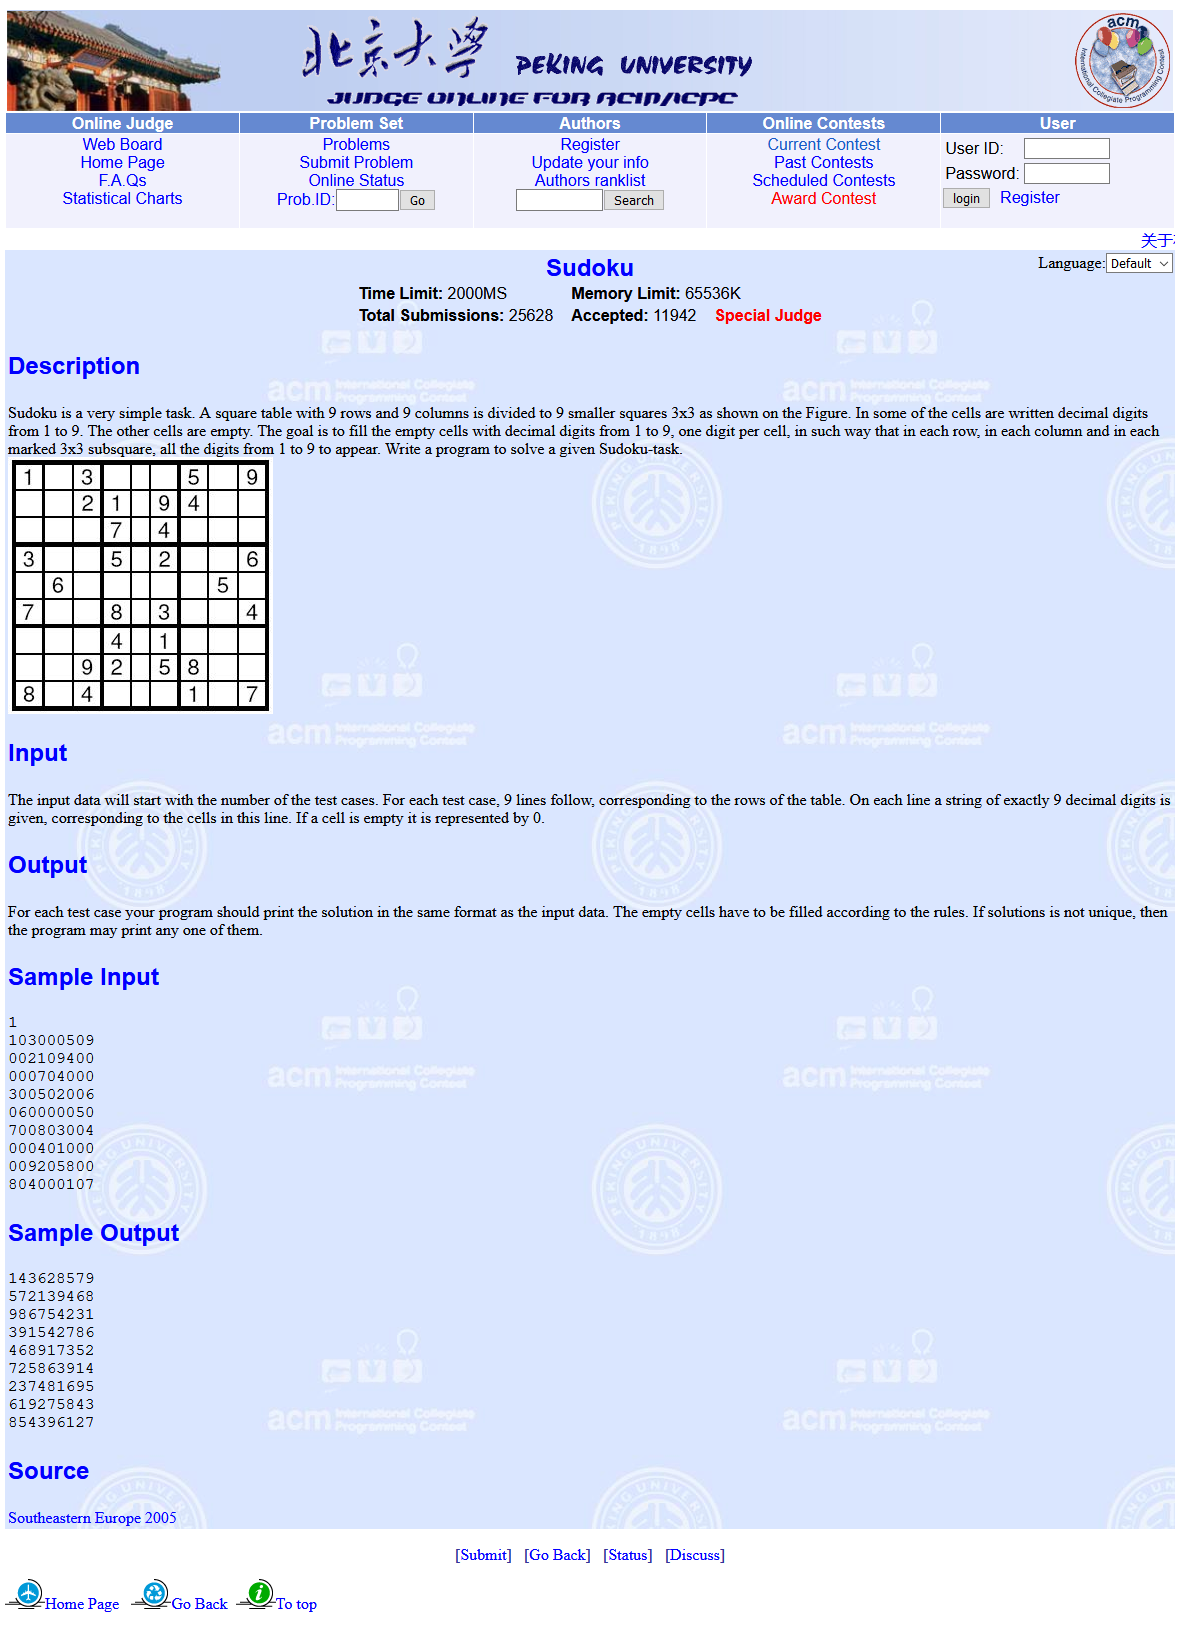 北京大学 PEKING UNIVERSITY
JUDGE ONLINE FOR ACM/ICPC
acm International Collegiate Programming Contest
Online Judge Problem Set Authors Online Contests User
Web Board Problems Register Current Contest User ID:
Home Page Submit Problem Update your info Past Contests Password:
F.A.Qs Online Status Authors ranklist Scheduled Contests login Register
Statistical Charts Prob.ID: Go Search Award Contest
关于
Language: Default
Sudoku
Time Limit: 2000MS Memory Limit: 65536K
Total Submissions: 25628 Accepted: 11942 Special Judge
Description
Sudoku is a very simple task. A square table with 9 rows and 9 columns is divided to 9 smaller squares 3x3 as shown on the Figure. In some of the cells are written decimal digits
from 1 to 9. The other cells are empty. The goal is to fill the empty cells with decimal digits from 1 to 9, one digit per cell, in such way that in each row, in each column and in each
marked 3x3 subsquare, all the digits from 1 to 9 to appear. Write a program to solve a given Sudoku-task.
1 3 5 9
2 1 9 4
7 4
3 5 2 6
6 5
7 8 3 4
4 1
9 2 5 8
8 4 1 7
Input
The input data will start with the number of the test cases. For each test case, 9 lines follow, corresponding to the rows of the table. On each line a string of exactly 9 decimal digits is
given, corresponding to the cells in this line. If a cell is empty it is represented by 0.
Output
For each test case your program should print the solution in the same format as the input data. The empty cells have to be filled according to the rules. If solutions is not unique, then
the program may print any one of them.
Sample Input
1
103000509
002109400
000704000
300502006
060000050
700803004
000401000
009205800
804000107
Sample Output
143628579
572139468
986754231
391542786
468917352
725863914
237481695
619275843
854396127
Source
Southeastern Europe 2005
[Submit] [Go Back] [Status] [Discuss]
Home Page Go Back To top